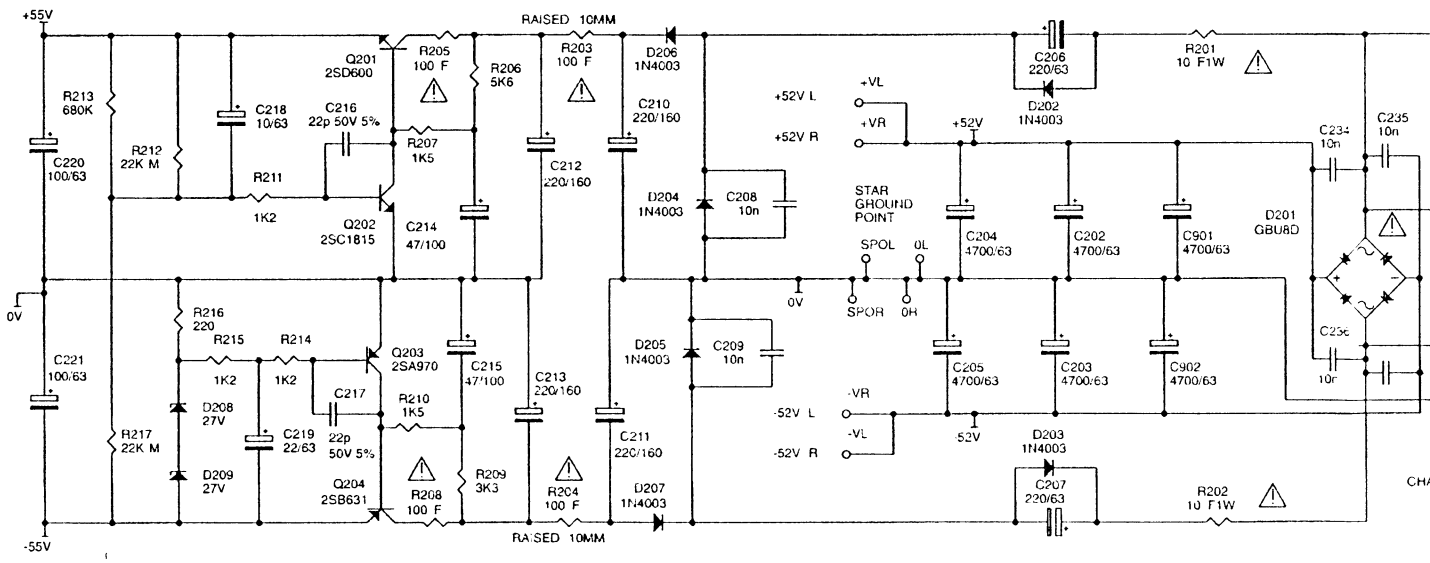 +55V
RAISED 10MM
Q201
2SD600
R205
100 F
R203
100 F
R206
5K6
D206
1N4003
C206
220/63
D202
1N4003
R201
10 F1W
R213
680K
C218
10/63
C216
22p 50V 5%
R207
1K5
C210
220/160
+52V L
+VL
+52V R
+VR
+52V
C234
10n
C235
10n
C220
100/63
R212
22K M
R211
1K2
C212
220/160
Q202
2SC1815
C214
47/100
D204
1N4003
C208
10n
STAR
GROUND
POINT
C204
4700/63
C202
4700/63
C901
4700/63
D201
GBU8D
SPOL
0L
0V
0V
SPOR
0R
R216
220
R215
1K2
R214
1K2
Q203
2SA970
C215
47/100
D205
1N4003
C209
10n
C205
4700/63
C203
4700/63
C902
4700/63
C236
10n
C221
100/63
C217
22p
50V 5%
R210
1K5
C213
220/160
D208
27V
C219
22/63
C211
220/160
-VR
-52V L
-VL
-52V R
-52V
R217
22K M
D209
27V
Q204
2SB631
R208
100 F
R209
3K3
R204
100 F
D207
1N4003
D203
1N4003
C207
220/63
R202
10 F1W
-55V
RAISED 10MM